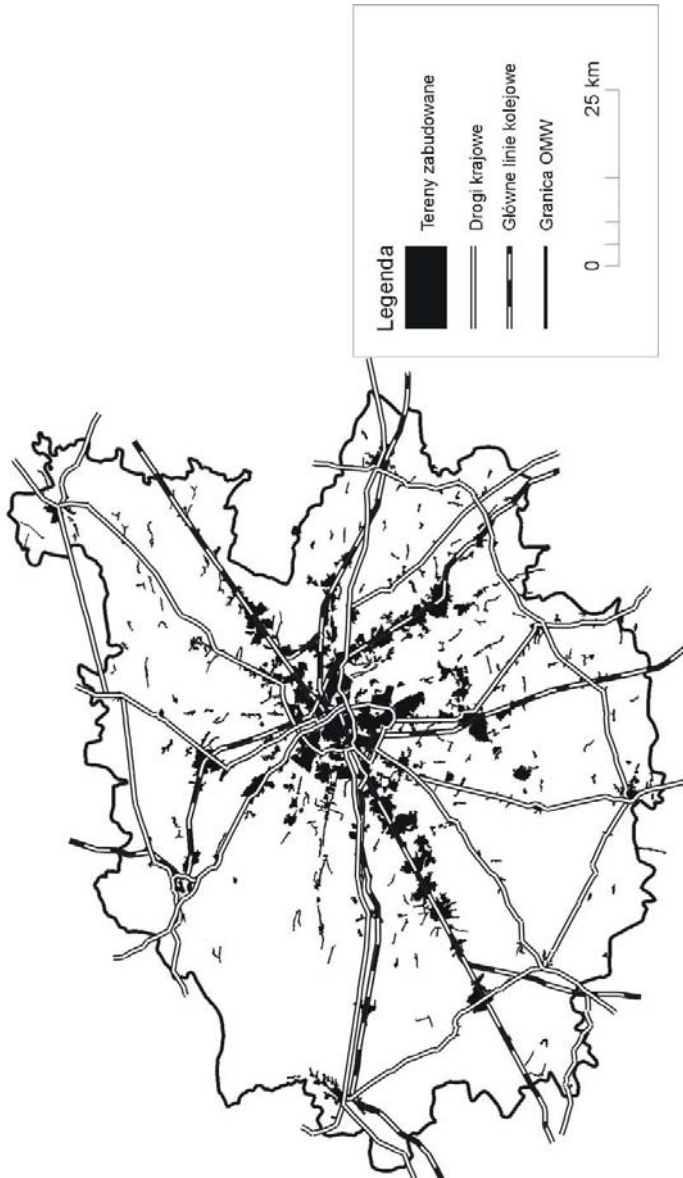 Legenda
Tereny zabudowane
Drogi krajowe
Główne linie kolejowe
Granica OMW
0 25 km